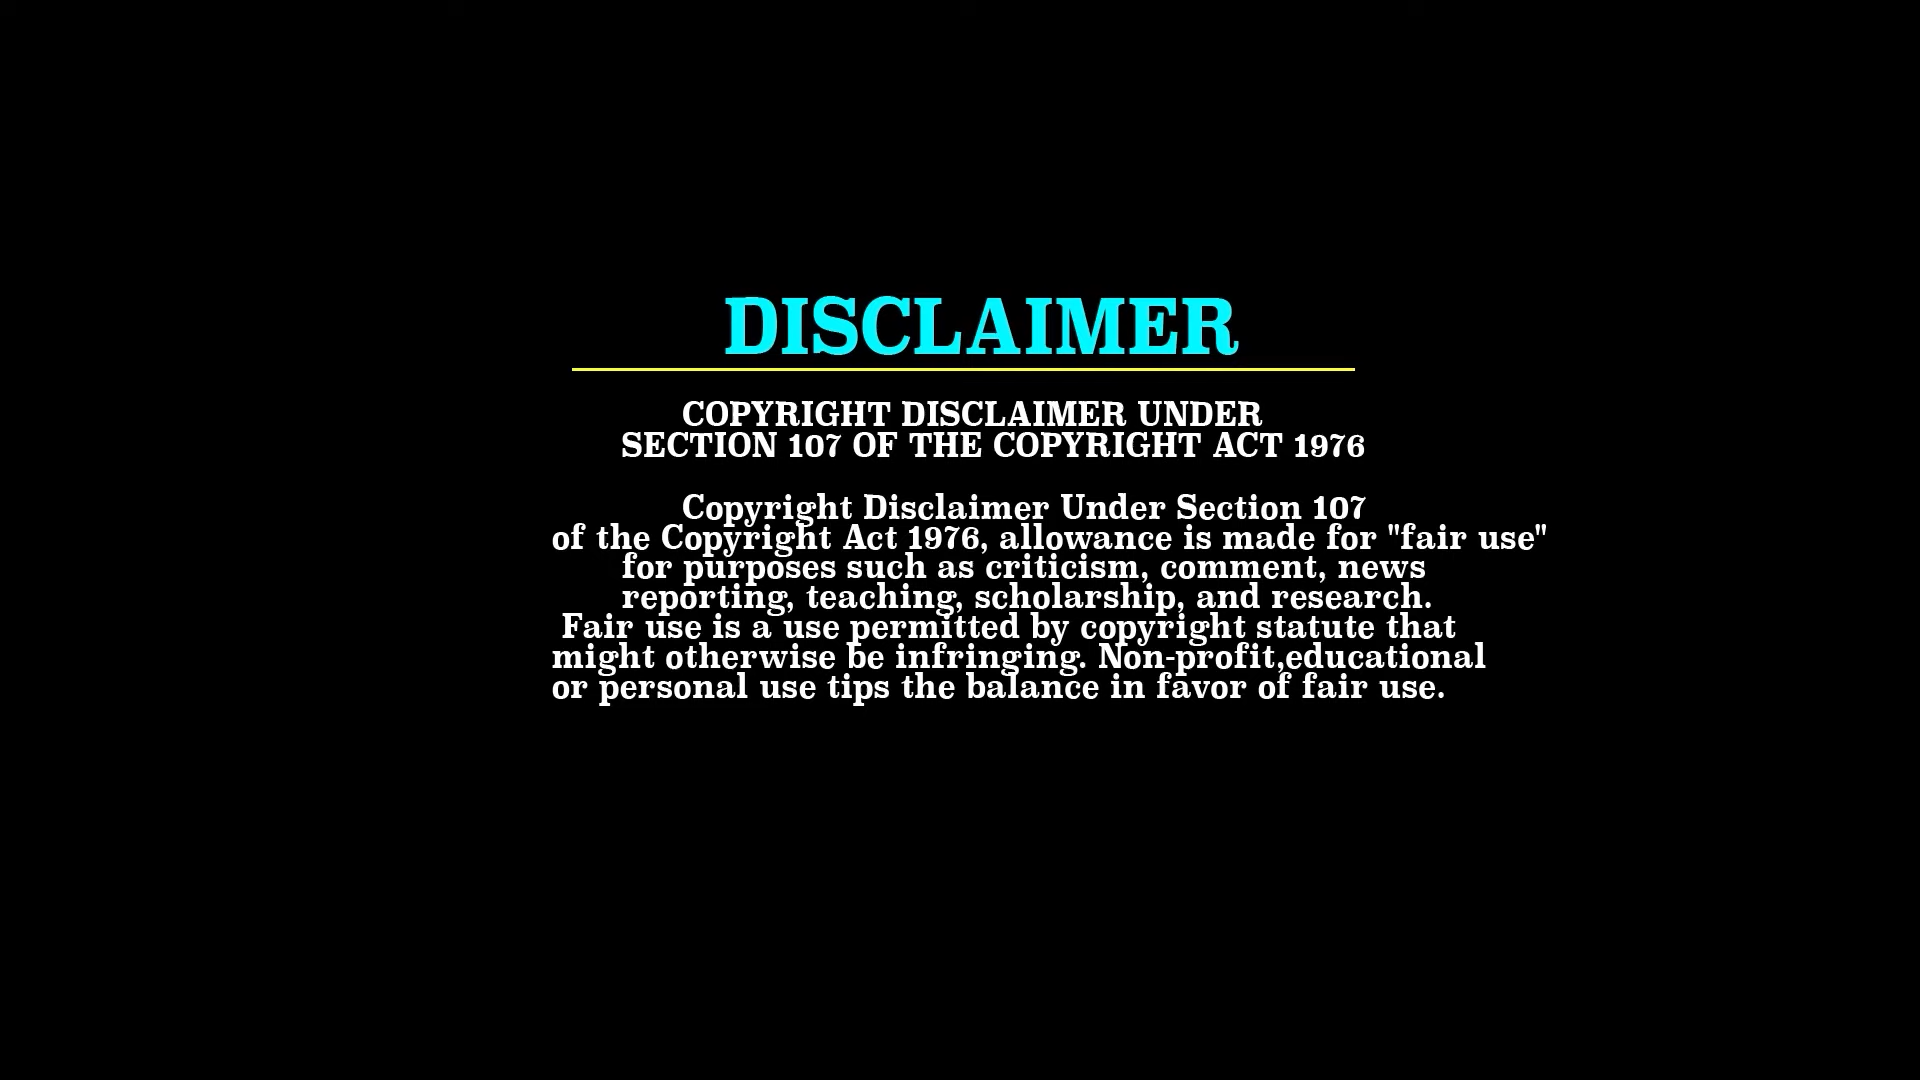 DISCLAIMER
COPYRIGHT DISCLAIMER UNDER
SECTION 107 OF THE COPYRIGHT ACT 1976
Copyright Disclaimer Under Section 107
of the Copyright Act 1976, allowance is made for "fair use"
for purposes such as criticism, comment, news
reporting, teaching, scholarship, and research.
Fair use is a use permitted by copyright statute that
might otherwise be infringing. Non-profit,educational
or personal use tips the balance in favor of fair use.